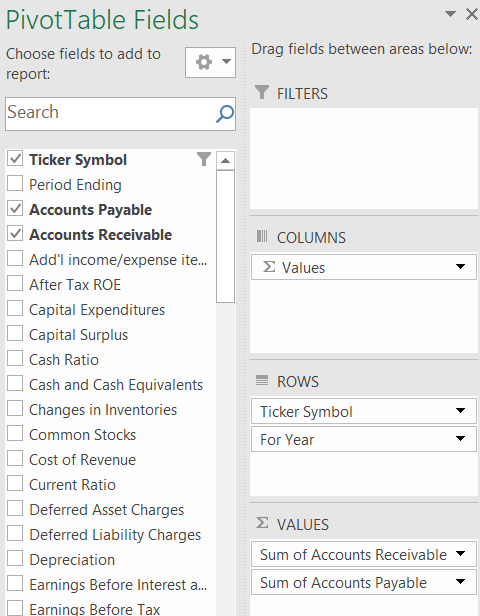 PivotTable Fields
Choose fields to add to
report:
Search
Ticker Symbol
Period Ending
Accounts Payable
Accounts Receivable
Add'l income/expense ite...
After Tax ROE
Capital Expenditures
Capital Surplus
Cash Ratio
Cash and Cash Equivalents
Changes in Inventories
Common Stocks
Cost of Revenue
Current Ratio
Deferred Asset Charges
Deferred Liability Charges
Depreciation
Earnings Before Interest a...
Earnings Before Tax
Drag fields between areas below:
FILTERS
COLUMNS
Σ Values
ROWS
Ticker Symbol
For Year
Σ VALUES
Sum of Accounts Receivable
Sum of Accounts Payable